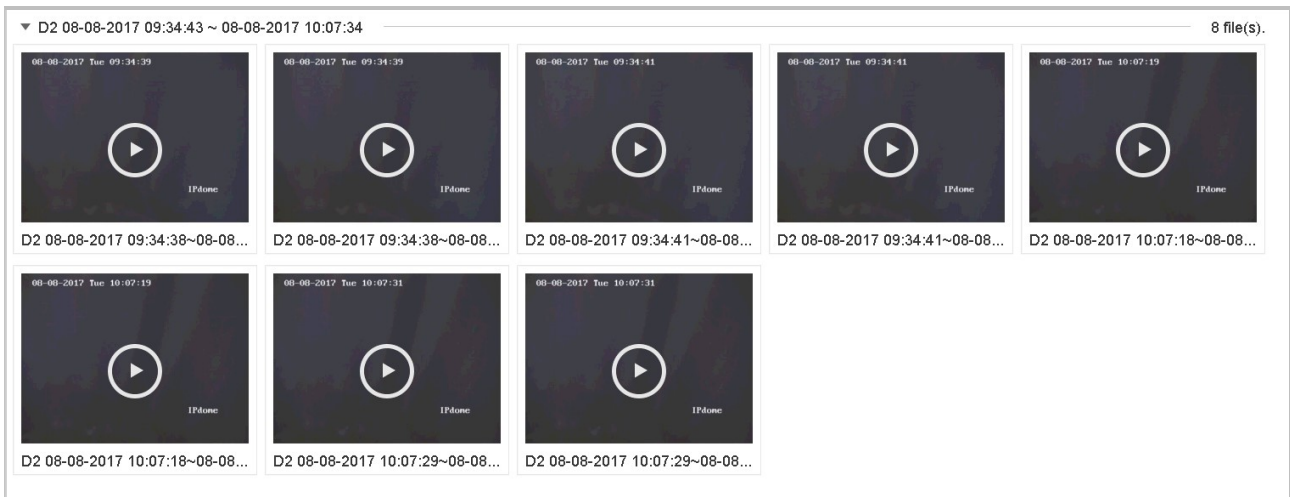 D2 08-08-2017 09:34:43 ~ 08-08-2017 10:07:34 8 file(s).
08-08-2017 Tue 09:34:39
IPdome
D2 08-08-2017 09:34:38~08-08...
08-08-2017 Tue 09:34:39
IPdome
D2 08-08-2017 09:34:38~08-08...
08-08-2017 Tue 09:34:41
IPdome
D2 08-08-2017 09:34:41~08-08...
08-08-2017 Tue 09:34:41
IPdome
D2 08-08-2017 09:34:41~08-08...
08-08-2017 Tue 10:07:19
IPdome
D2 08-08-2017 10:07:18~08-08...
08-08-2017 Tue 10:07:19
IPdome
D2 08-08-2017 10:07:18~08-08...
08-08-2017 Tue 10:07:31
IPdome
D2 08-08-2017 10:07:29~08-08...
08-08-2017 Tue 10:07:31
IPdome
D2 08-08-2017 10:07:29~08-08...